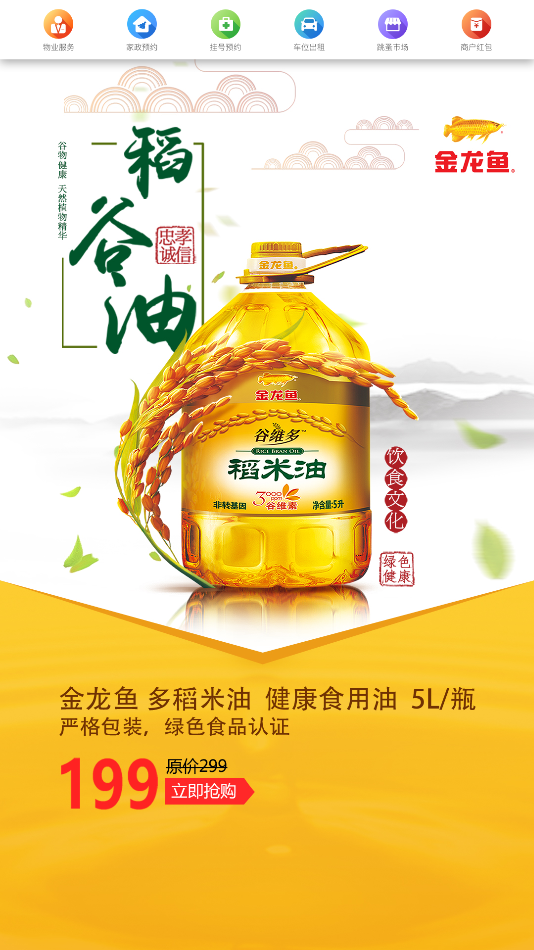 物业服务 家政预约 挂号预约 车位出租 跳蚤市场 商户红包
谷物健康 天然植物精华
稻谷油
忠孝诚信
金龙鱼
金龙鱼
金龙鱼
谷维多
RICE BRAN OIL
稻米油
非转基因
3000ppm
谷维素
净含量:5升
饮食文化
绿色健康
金龙鱼 多稻米油 健康食用油 5L/瓶
严格包装，绿色食品认证
199
原价299
立即抢购